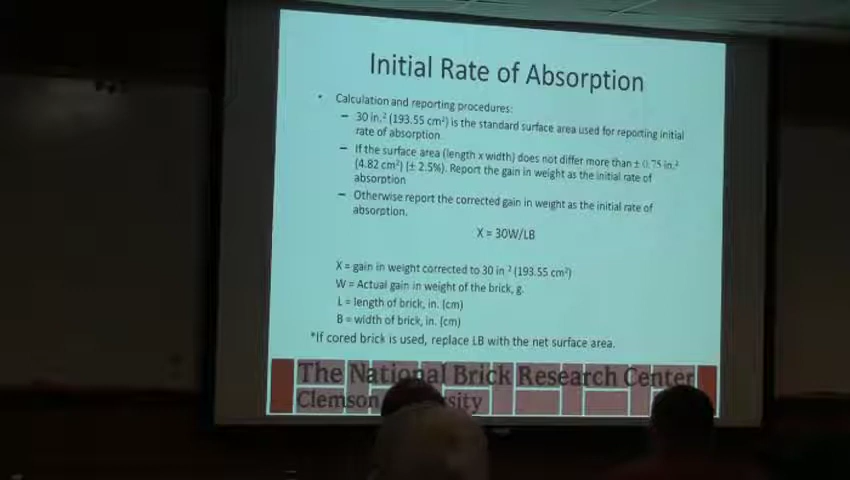 Initial Rate of Absorption
• Calculation and reporting procedures:
– 30 in.² (193.55 cm²) is the standard surface area used for reporting initial
rate of absorption.
– If the surface area (length x width) does not differ more than ± 0.75 in.²
(4.82 cm²) (± 2.5%). Report the gain in weight as the initial rate of
absorption
– Otherwise report the corrected gain in weight as the initial rate of
absorption.
X = 30W/LB
X = gain in weight corrected to 30 in ² (193.55 cm²)
W = Actual gain in weight of the brick, g.
L = length of brick, in. (cm)
B = width of brick, in. (cm)
*If cored brick is used, replace LB with the net surface area.
The National Brick Research Center
Clemson sity